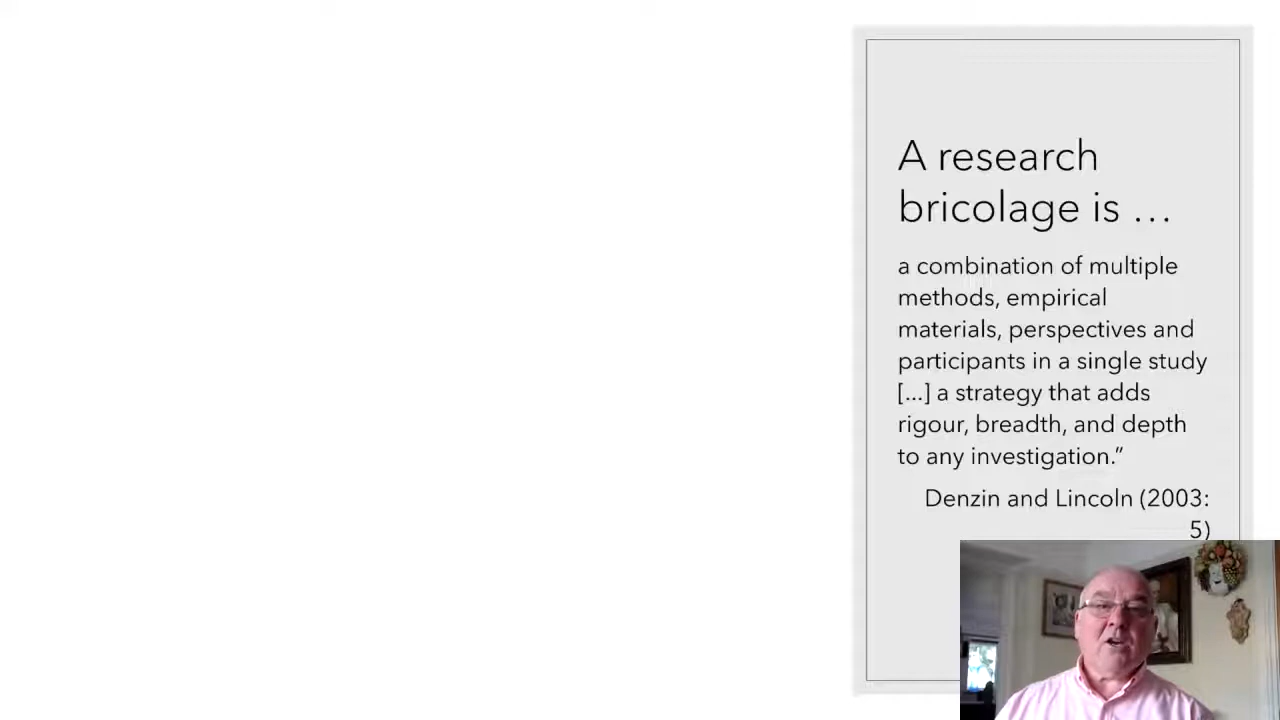 A research
bricolage is …
a combination of multiple
methods, empirical
materials, perspectives and
participants in a single study
[...] a strategy that adds
rigour, breadth, and depth
to any investigation.”
Denzin and Lincoln (2003:
5)